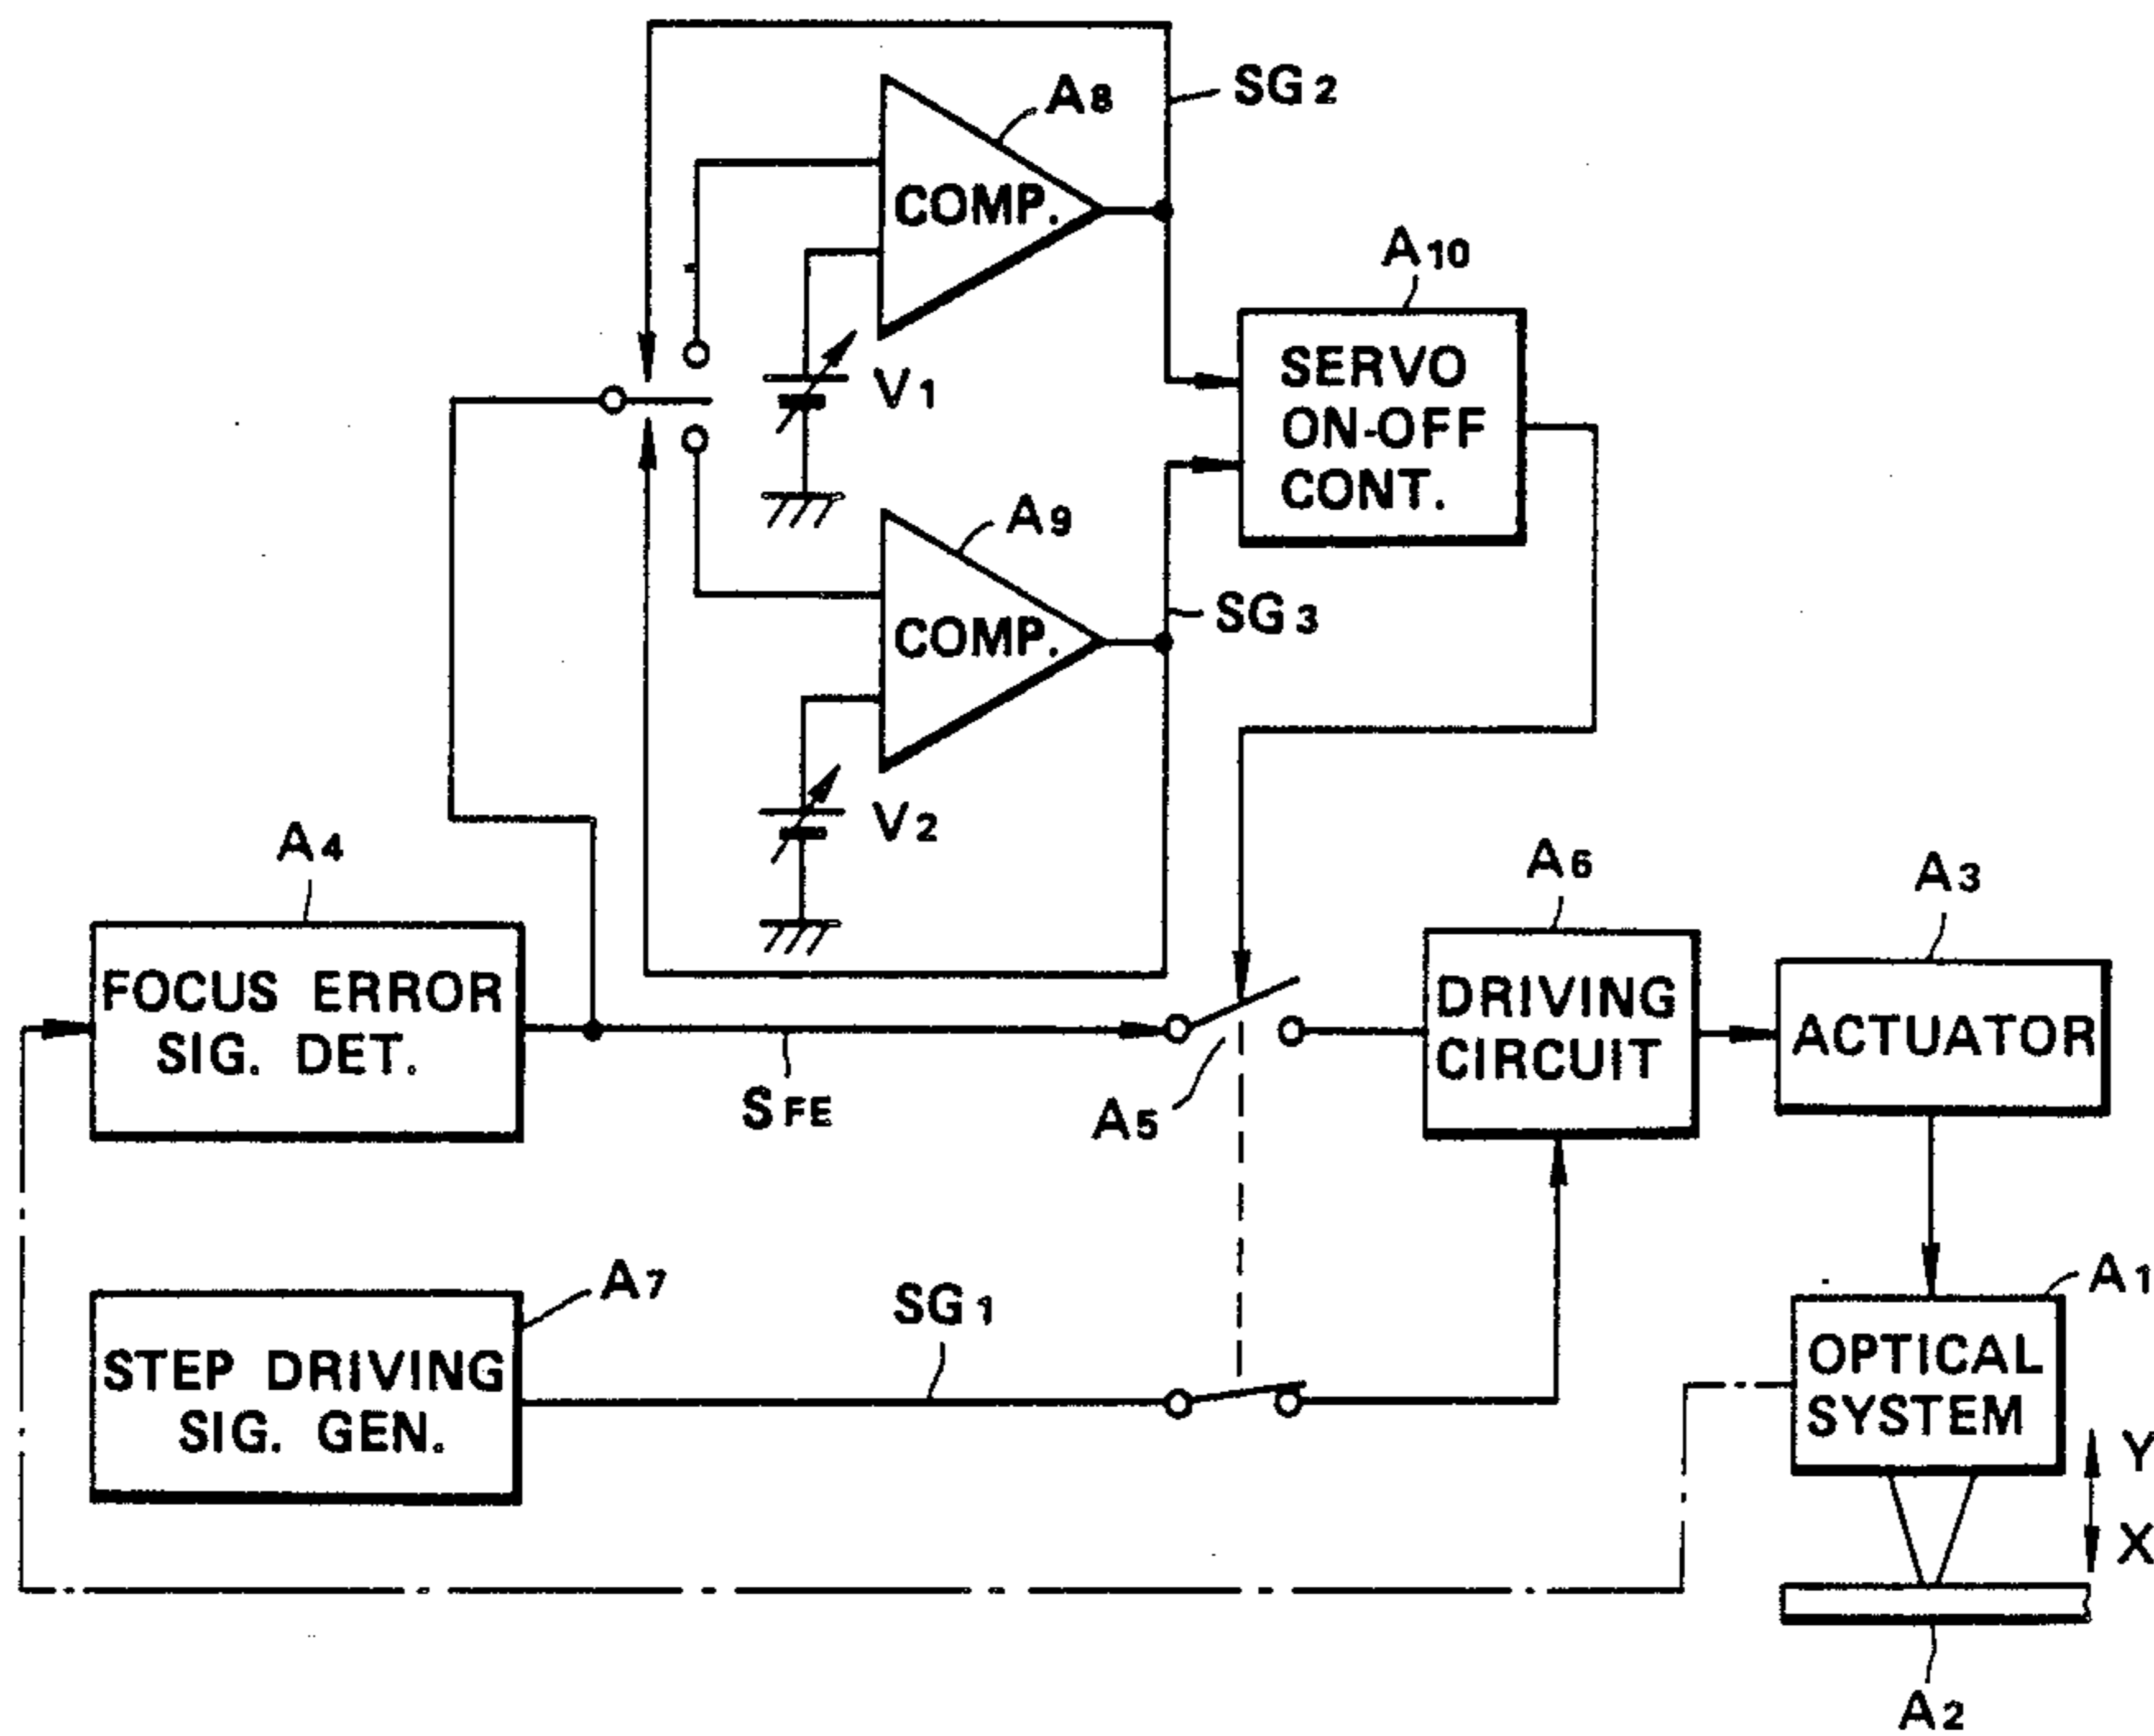 SG2
A8
COMP.
A10
SERVO
ON-OFF
CONT.
V1
A9
SG3
COMP.
V2
A4
A6
A3
FOCUS ERROR
SIG. DET.
DRIVING
CIRCUIT
ACTUATOR
SFE
A5
A7
SG1
A1
STEP DRIVING
SIG. GEN.
OPTICAL
SYSTEM
Y
X
A2